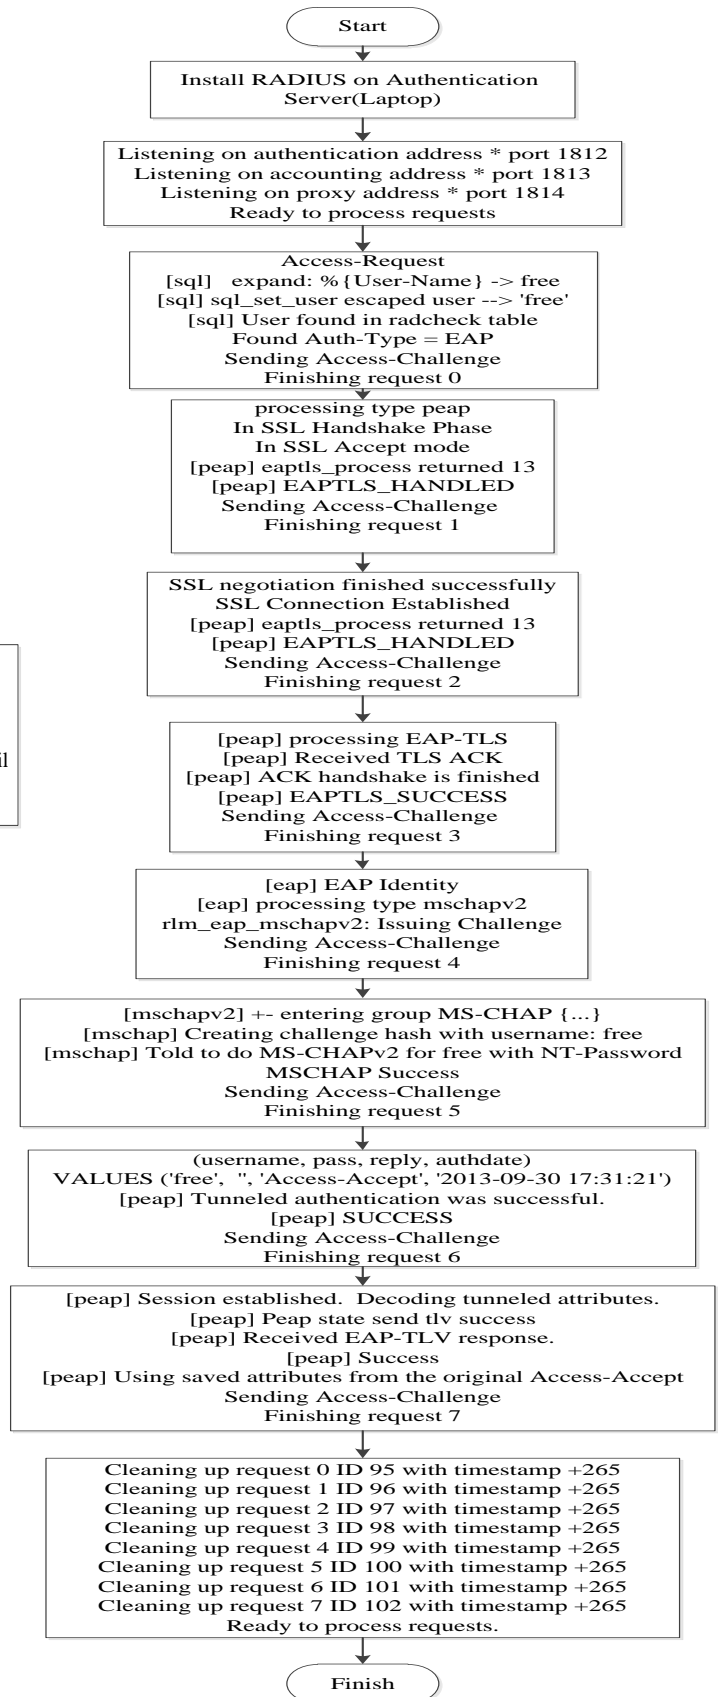 Start
Install RADIUS on Authentication
Server(Laptop)
Listening on authentication address * port 1812
Listening on accounting address * port 1813
Listening on proxy address * port 1814
Ready to process requests
Access-Request
[sql]   expand: %{User-Name} -> free
[sql] sql_set_user escaped user --> 'free'
[sql] User found in radcheck table
Found Auth-Type = EAP
Sending Access-Challenge
Finishing request 0
processing type peap
In SSL Handshake Phase
In SSL Accept mode
[peap] eaptls_process returned 13
[peap] EAPTLS_HANDLED
Sending Access-Challenge
Finishing request 1
SSL negotiation finished successfully
SSL Connection Established
[peap] eaptls_process returned 13
[peap] EAPTLS_HANDLED
Sending Access-Challenge
Finishing request 2
[peap] processing EAP-TLS
[peap] Received TLS ACK
[peap] ACK handshake is finished
[peap] EAPTLS_SUCCESS
Sending Access-Challenge
Finishing request 3
[eap] EAP Identity
[eap] processing type mschapv2
rlm_eap_mschapv2: Issuing Challenge
Sending Access-Challenge
Finishing request 4
[mschapv2] +- entering group MS-CHAP {...}
[mschap] Creating challenge hash with username: free
[mschap] Told to do MS-CHAPv2 for free with NT-Password
MSCHAP Success
Sending Access-Challenge
Finishing request 5
(username, pass, reply, authdate)
VALUES ('free',  '', 'Access-Accept', '2013-09-30 17:31:21')
[peap] Tunneled authentication was successful.
[peap] SUCCESS
Sending Access-Challenge
Finishing request 6
[peap] Session established.  Decoding tunneled attributes.
[peap] Peap state send tlv success
[peap] Received EAP-TLV response.
[peap] Success
[peap] Using saved attributes from the original Access-Accept
Sending Access-Challenge
Finishing request 7
Cleaning up request 0 ID 95 with timestamp +265
Cleaning up request 1 ID 96 with timestamp +265
Cleaning up request 2 ID 97 with timestamp +265
Cleaning up request 3 ID 98 with timestamp +265
Cleaning up request 4 ID 99 with timestamp +265
Cleaning up request 5 ID 100 with timestamp +265
Cleaning up request 6 ID 101 with timestamp +265
Cleaning up request 7 ID 102 with timestamp +265
Ready to process requests.
Finish